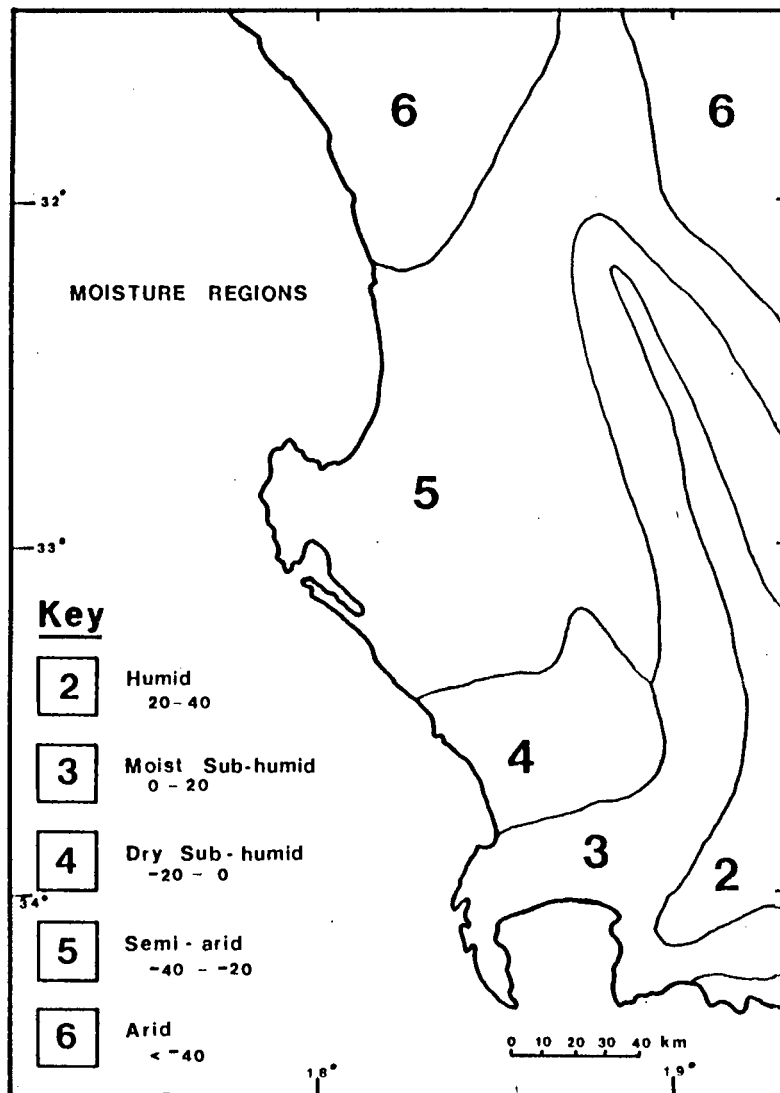 6
6
32°
MOISTURE REGIONS
5
33°
Key
2 Humid
20-40
3 Moist Sub-humid
0 - 20
4 Dry Sub-humid
-20 - 0
5 Semi-arid
-40 - -20
6 Arid
< -40
4
3
2
34°
0 10 20 30 40 km
18°
19°